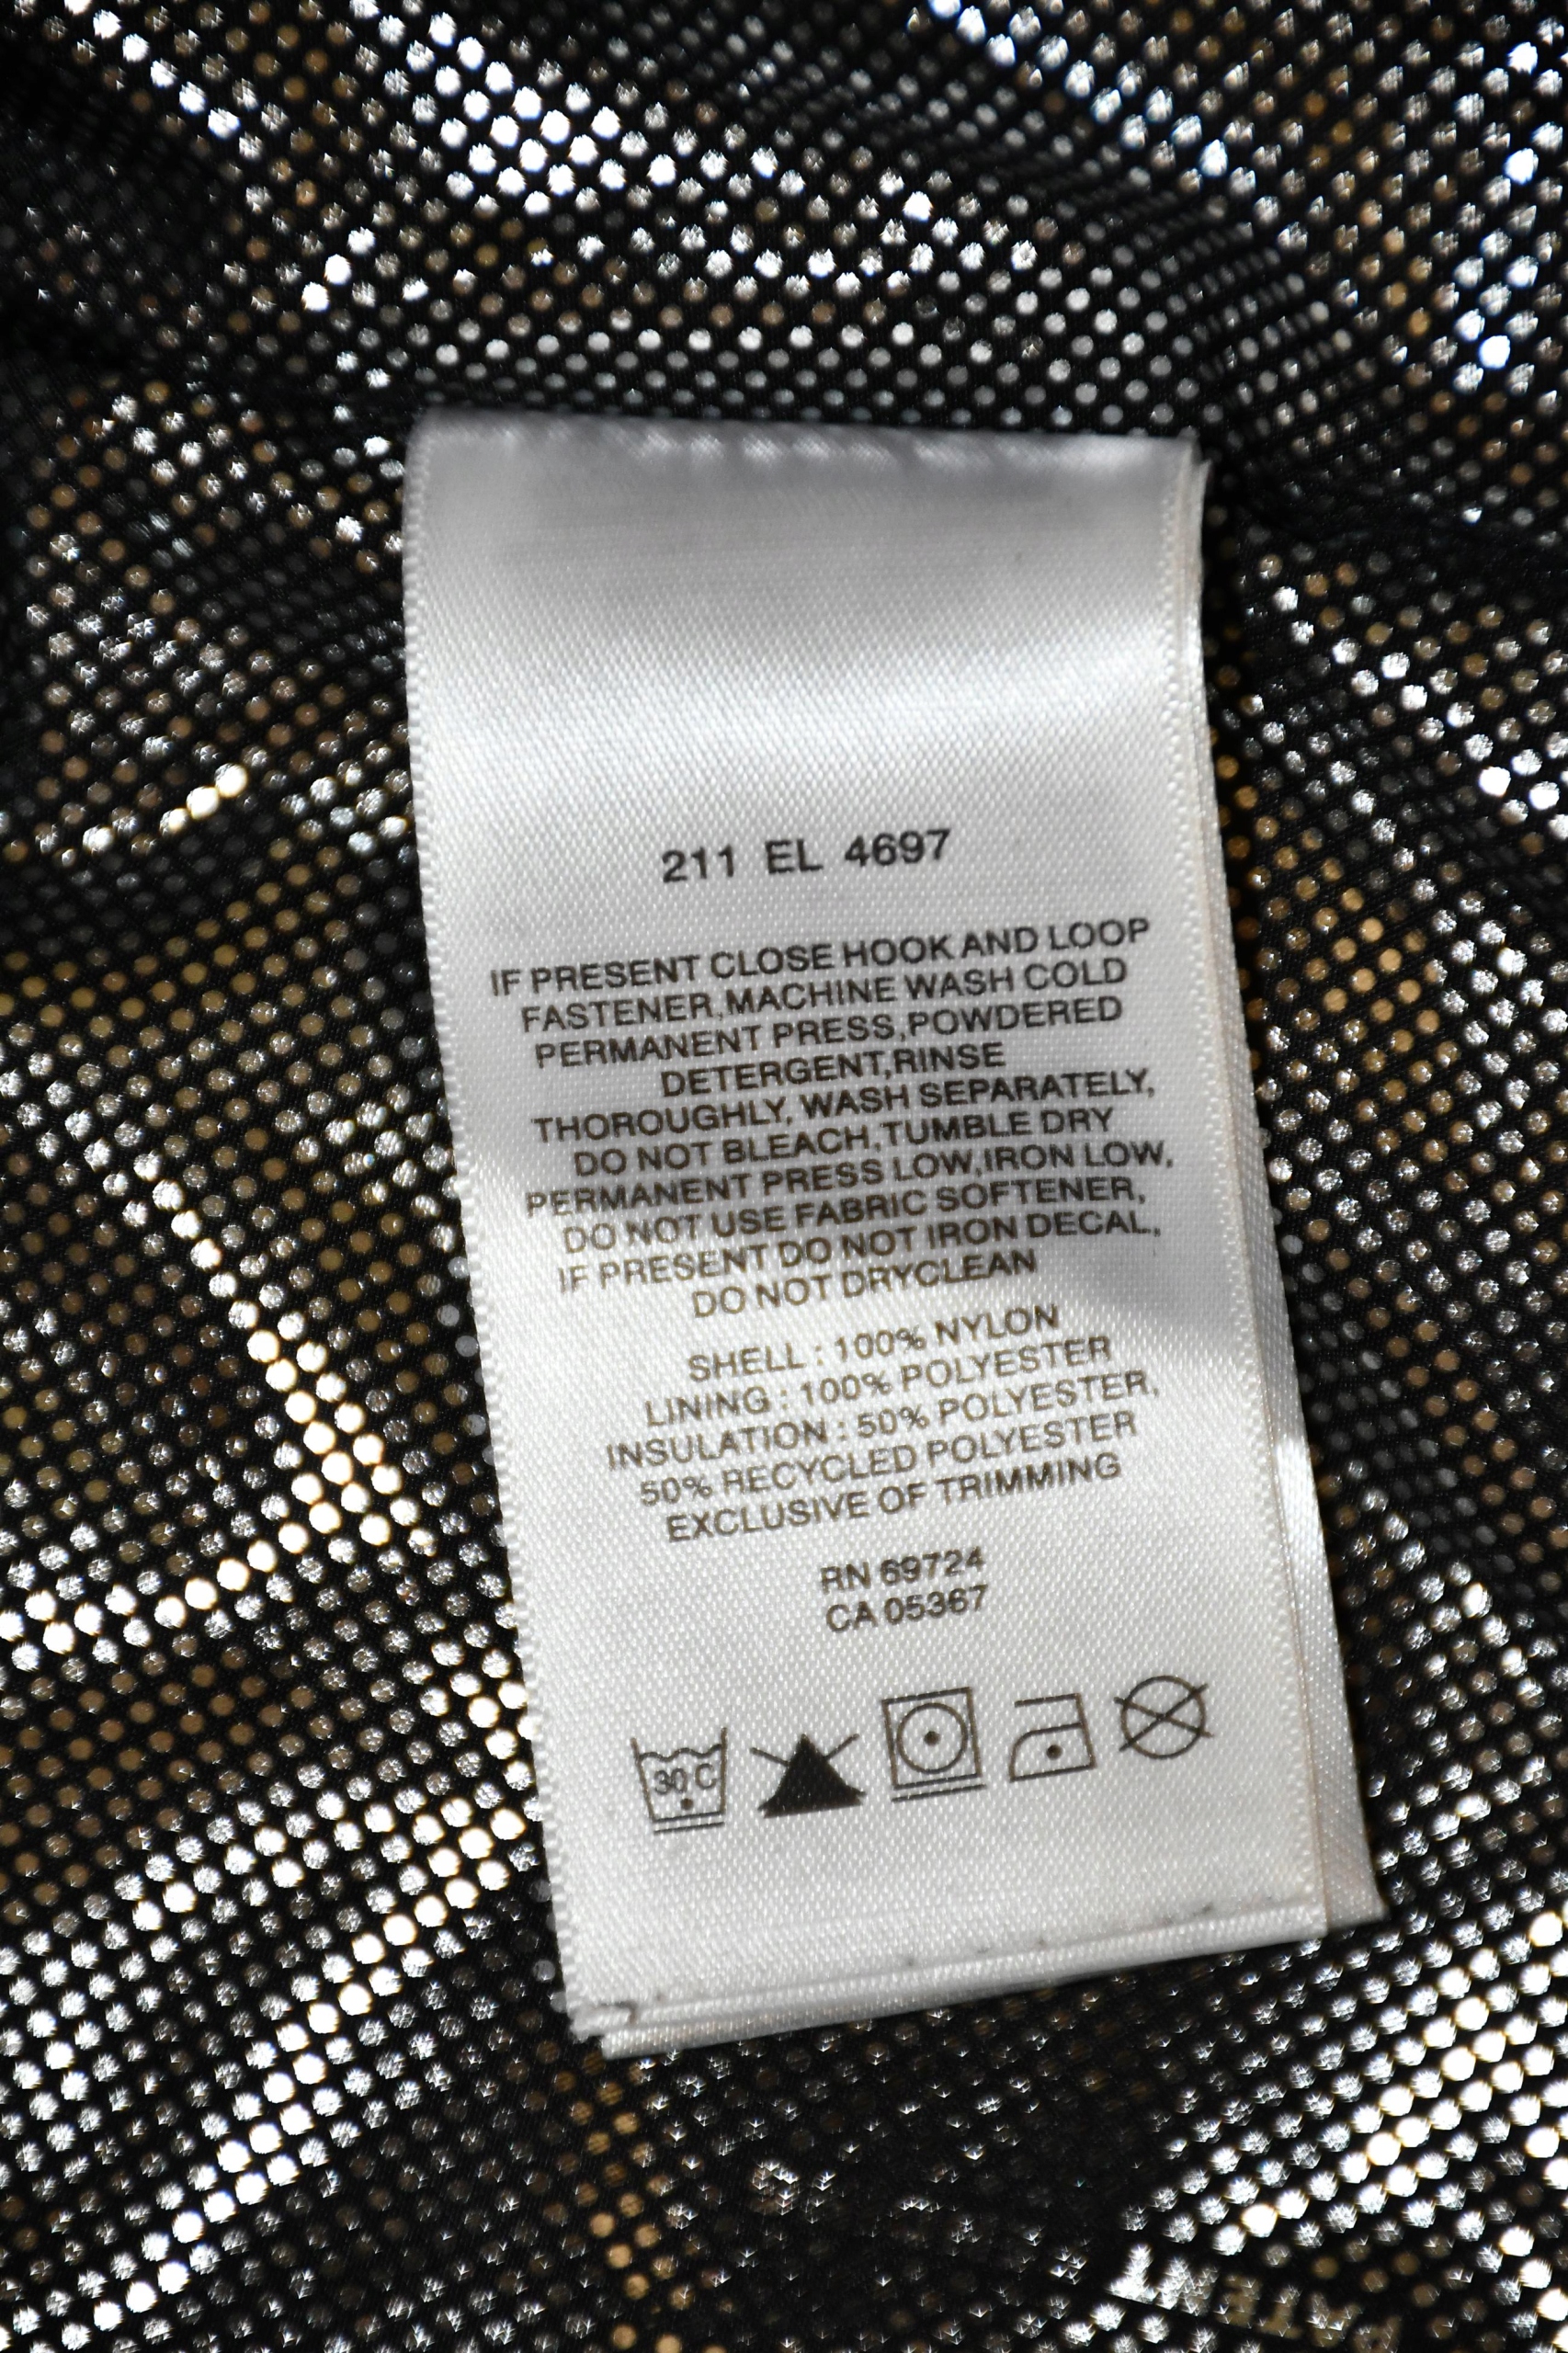 211 EL 4697
IF PRESENT CLOSE HOOK AND LOOP
FASTENER,MACHINE WASH COLD
PERMANENT PRESS,POWDERED
DETERGENT,RINSE
THOROUGHLY, WASH SEPARATELY,
DO NOT BLEACH,TUMBLE DRY
PERMANENT PRESS LOW,IRON LOW,
DO NOT USE FABRIC SOFTENER,
IF PRESENT DO NOT IRON DECAL,
DO NOT DRYCLEAN
SHELL : 100% NYLON
LINING : 100% POLYESTER
INSULATION : 50% POLYESTER,
50% RECYCLED POLYESTER
EXCLUSIVE OF TRIMMING
RN 69724
CA 05367
30 C